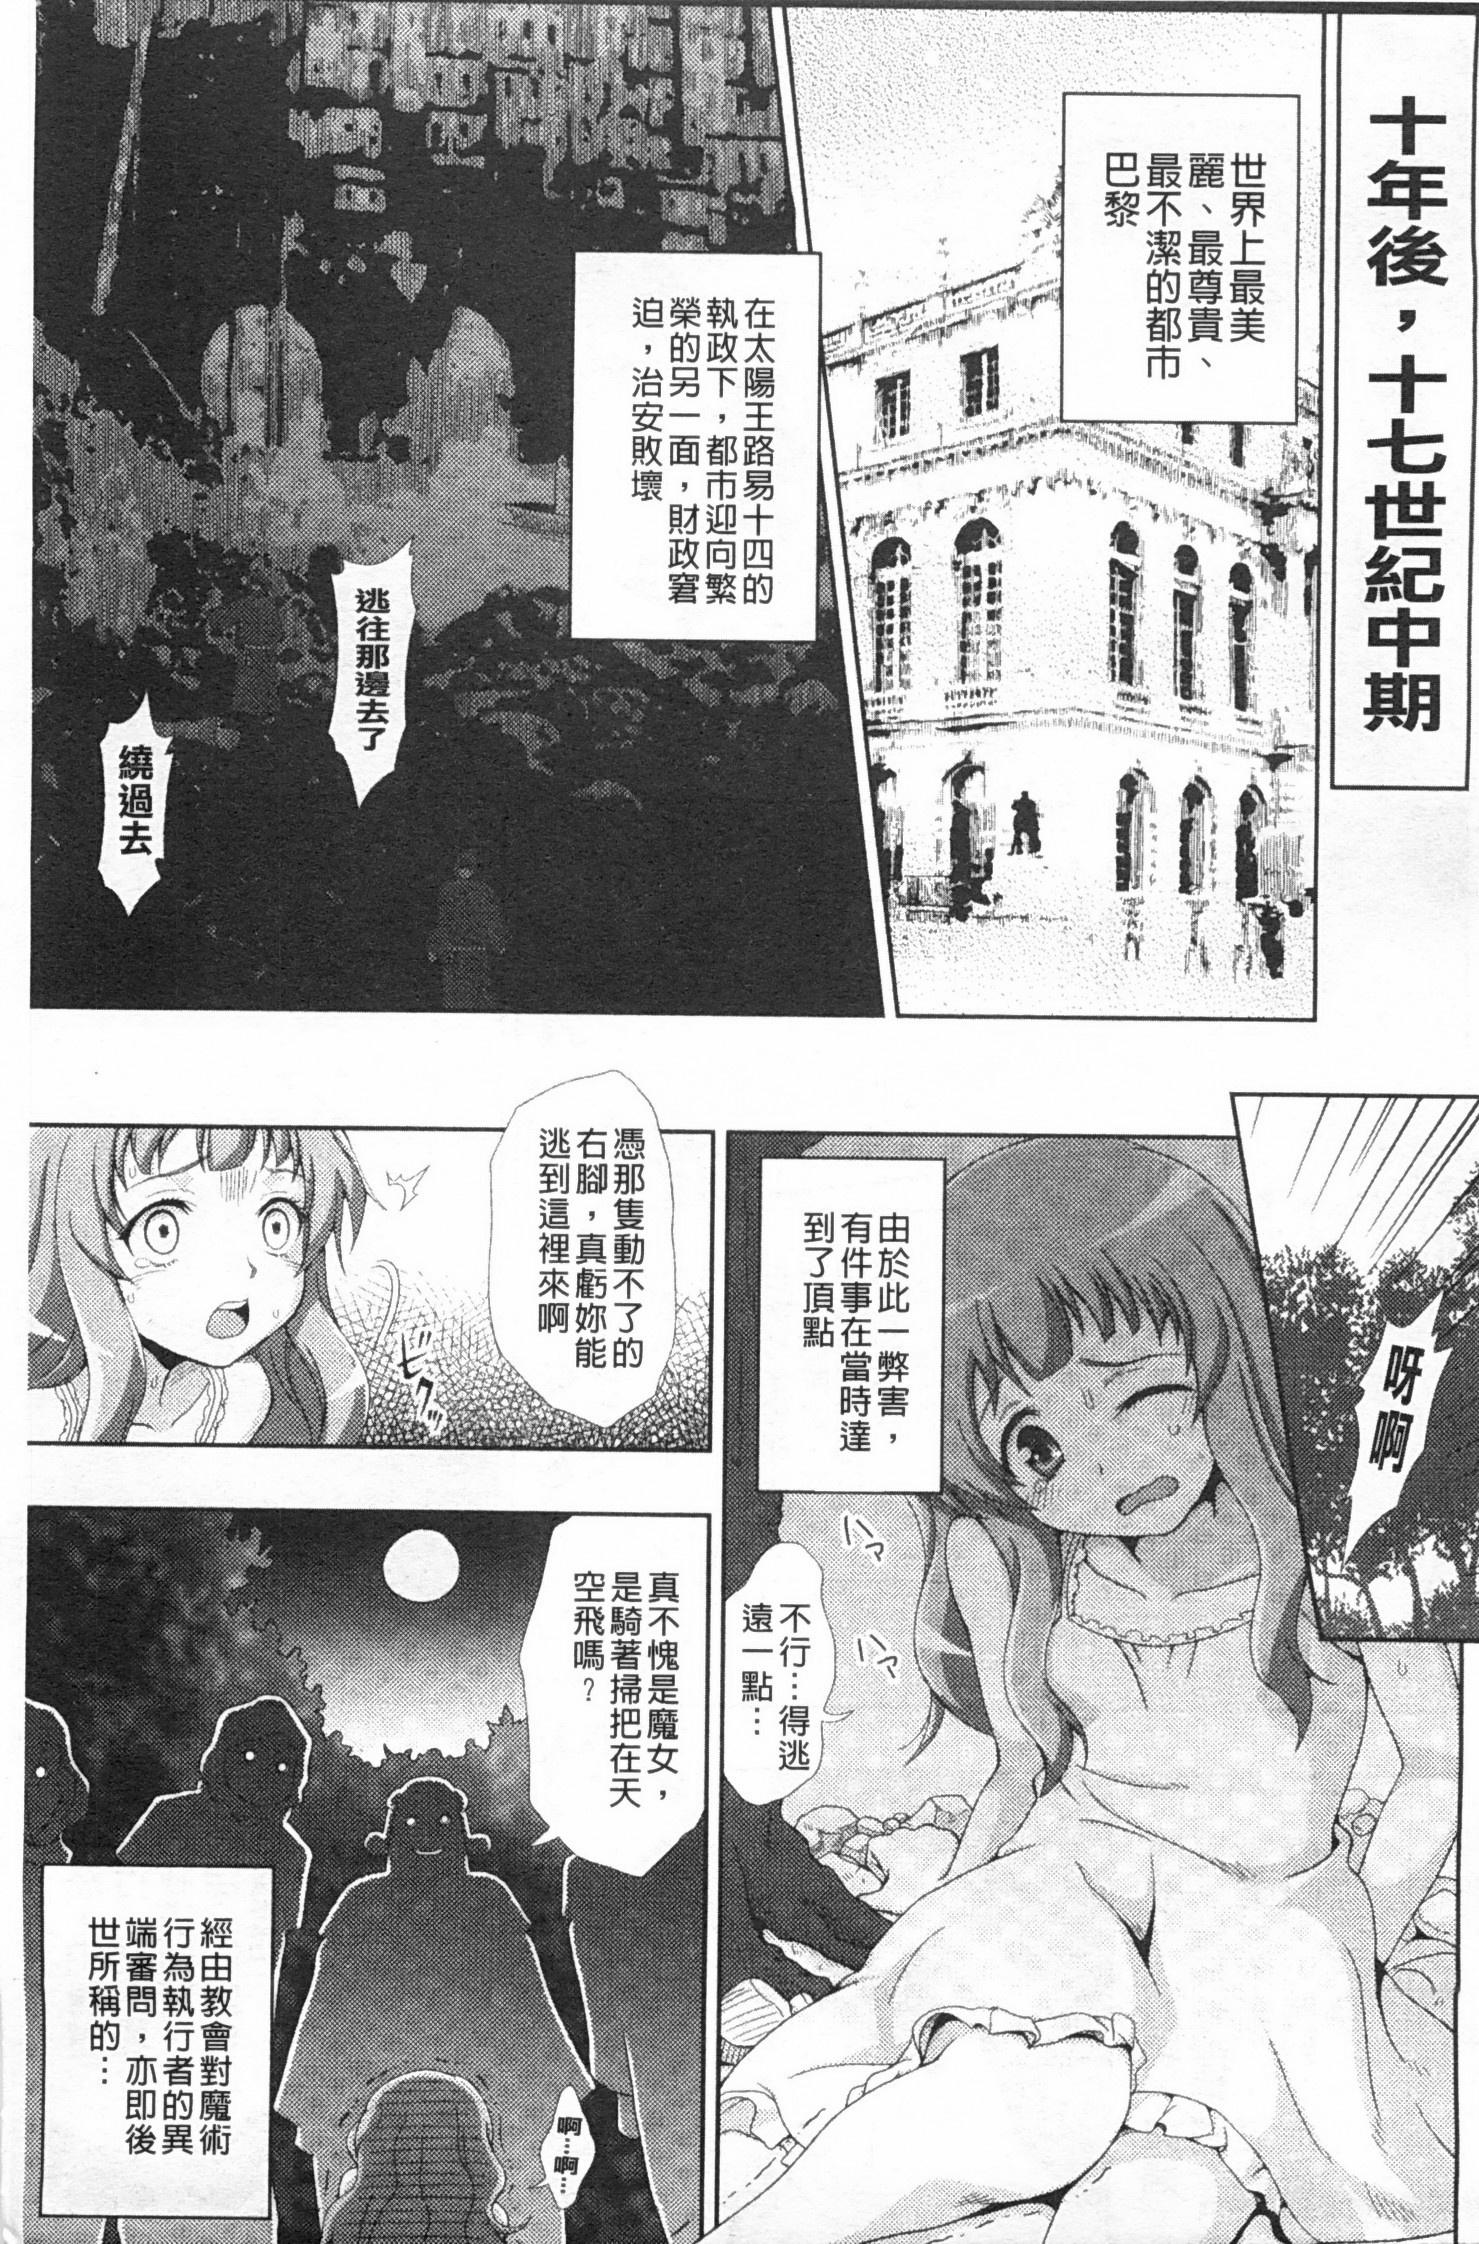 十年後，十七世紀中期
世界上最美
麗、最尊貴、
最不潔的都市
巴黎
在太陽王路易十四的
執政下，都市迎向繁
榮的另一面，財政窘
迫，治安敗壞
逃往那邊去了
繞過去
呀啊
由於此一弊害，
有件事在當時達
到了頂點
ハァ
ハァ
不行…得逃
遠一點…
憑那隻動不了的
右腳，真虧妳能
逃到這裡來啊
ビクッ
真不愧是魔女，
是騎著掃把在天
空飛嗎？
啊…啊…
經由教會對魔術
行為執行者的異
端審問，亦即後
世所稱的…